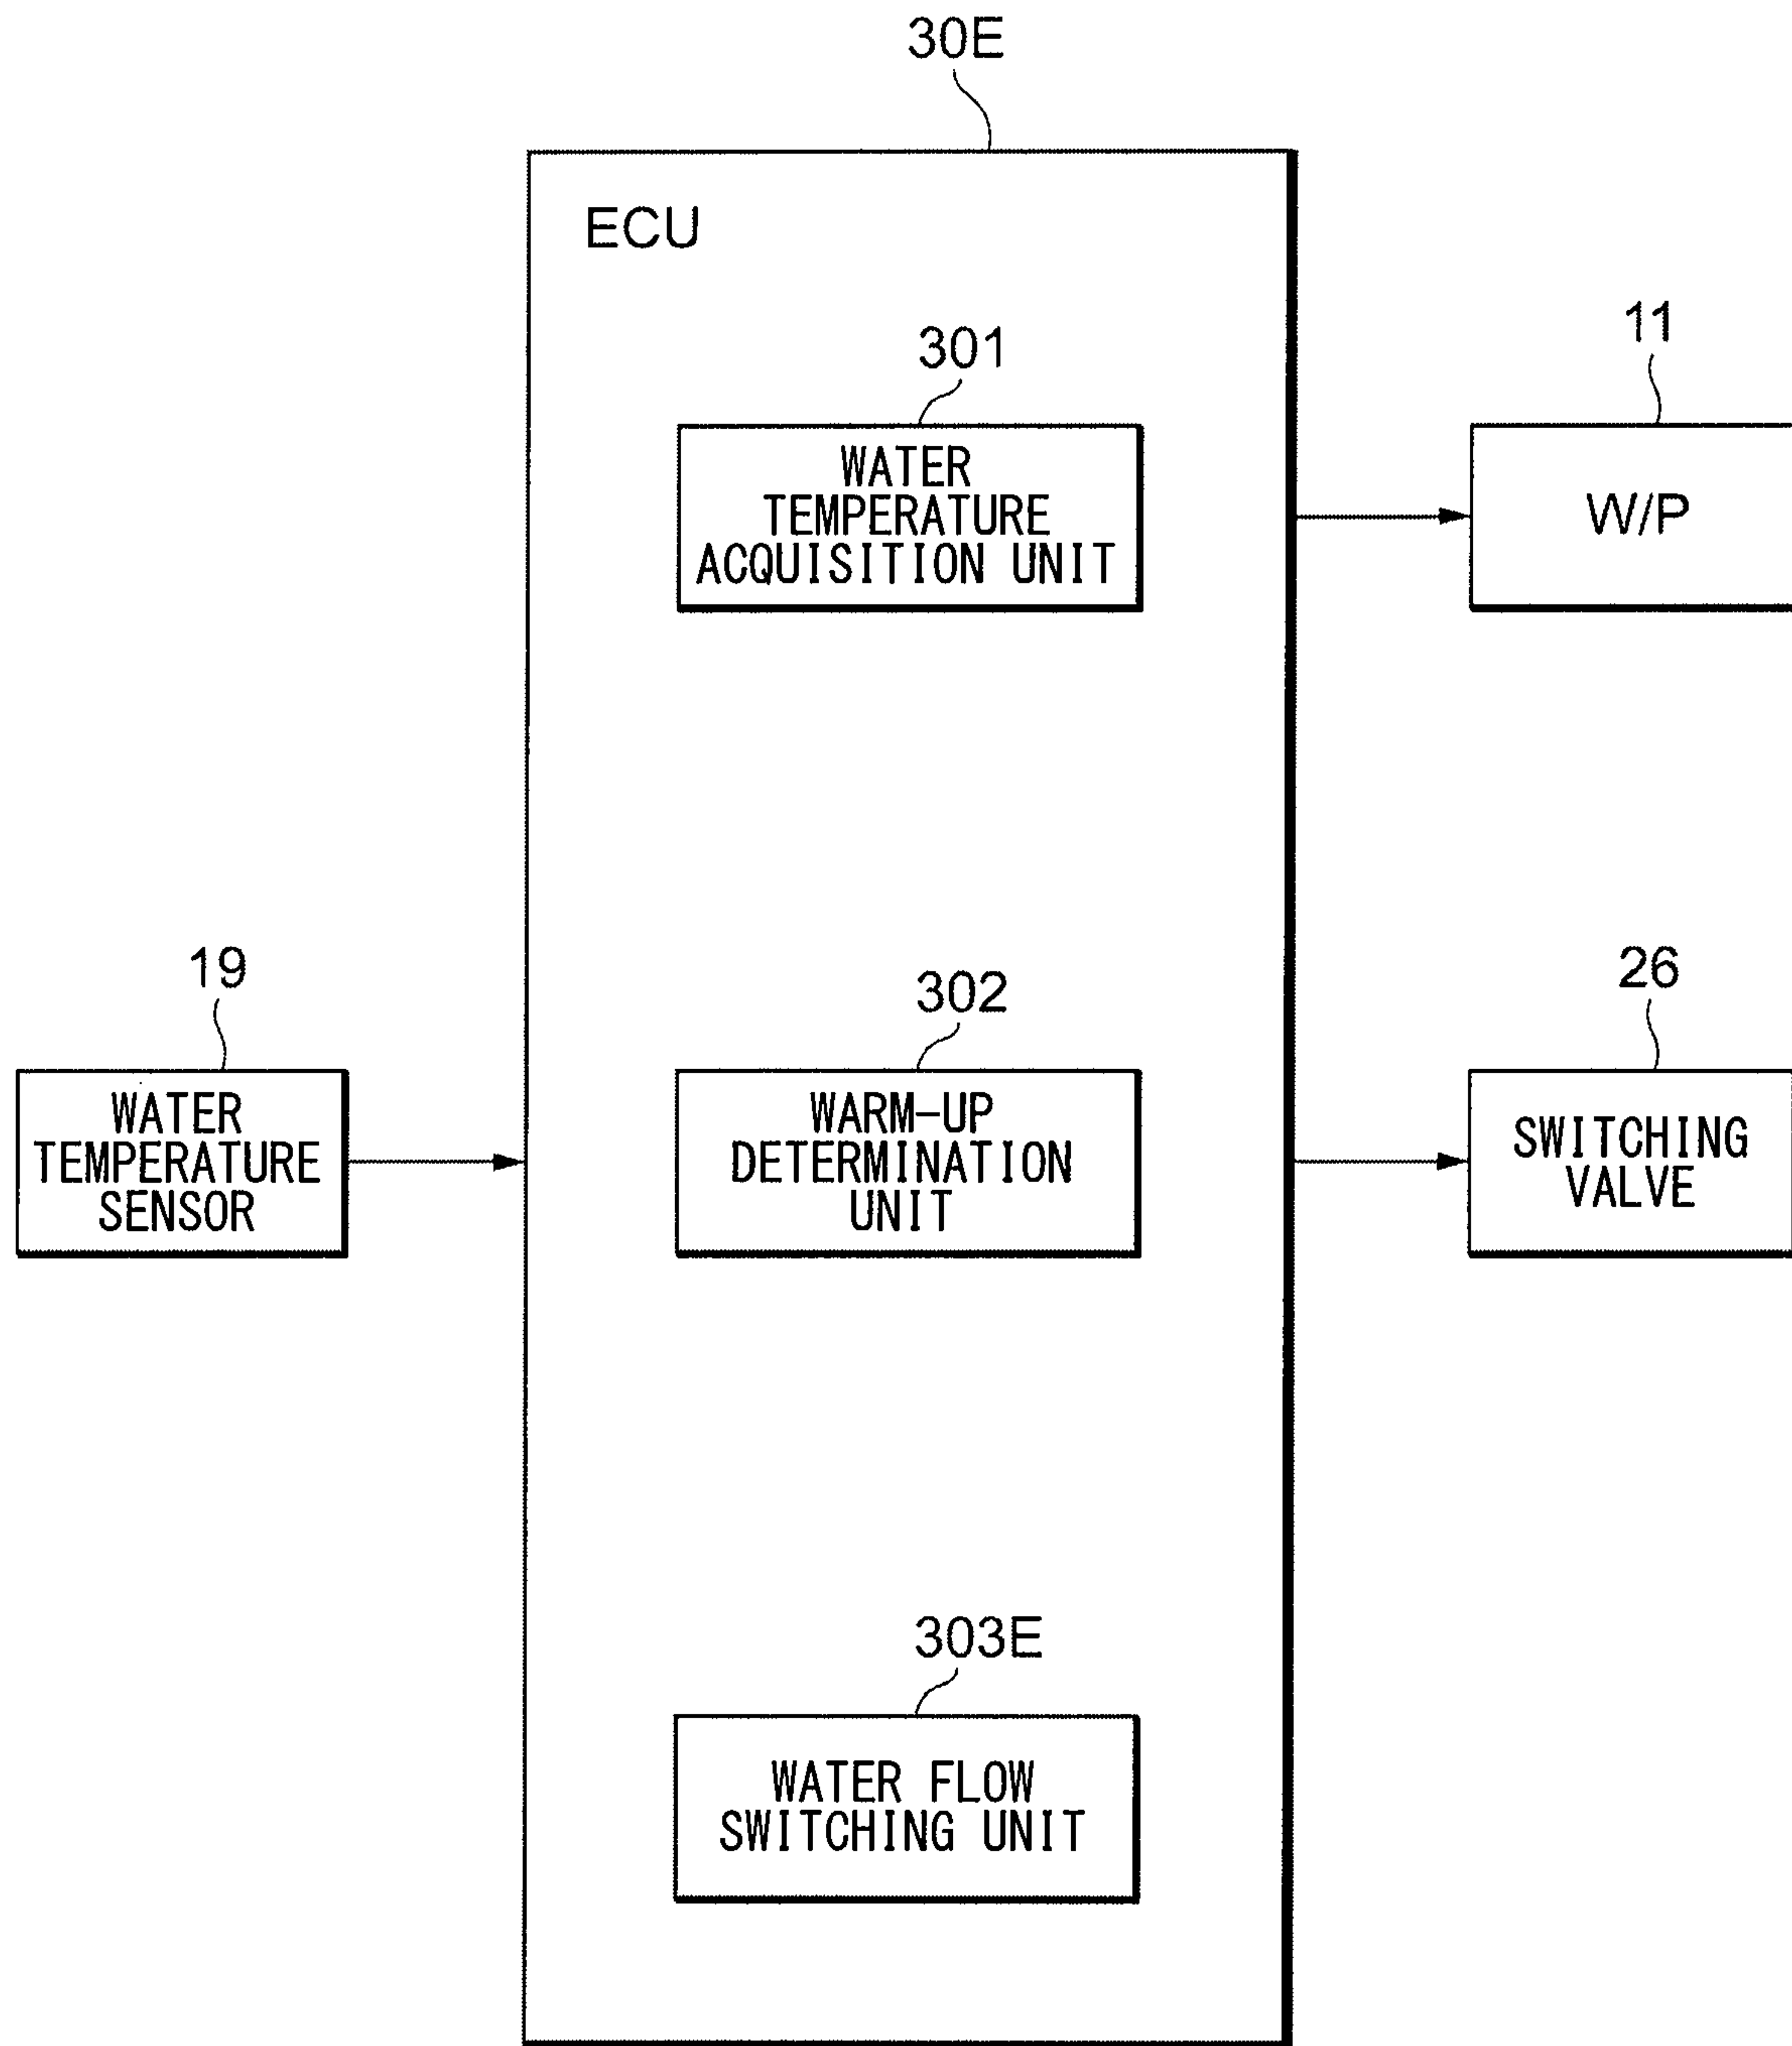 30E
ECU
301
WATER
TEMPERATURE
ACQUISITION UNIT
11
W/P
19
WATER
TEMPERATURE
SENSOR
302
WARM-UP
DETERMINATION
UNIT
26
SWITCHING
VALVE
303E
WATER FLOW
SWITCHING UNIT